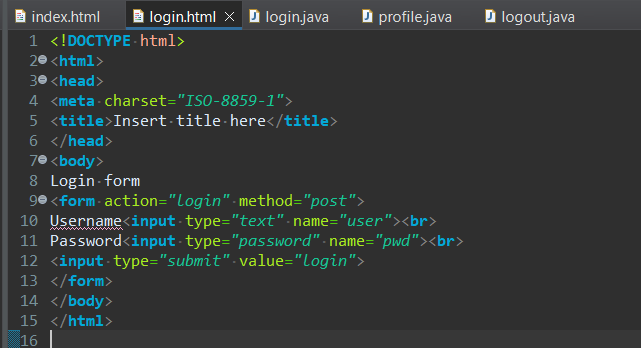 index.html login.html login.java profile.java logout.java
1 <!DOCTYPE html>
2 <html>
3 <head>
4 <meta charset="ISO-8859-1">
5 <title>Insert title here</title>
6 </head>
7 <body>
8 Login form
9 <form action="login" method="post">
10 Username<input type="text" name="user"><br>
11 Password<input type="password" name="pwd"><br>
12 <input type="submit" value="login">
13 </form>
14 </body>
15 </html>
16